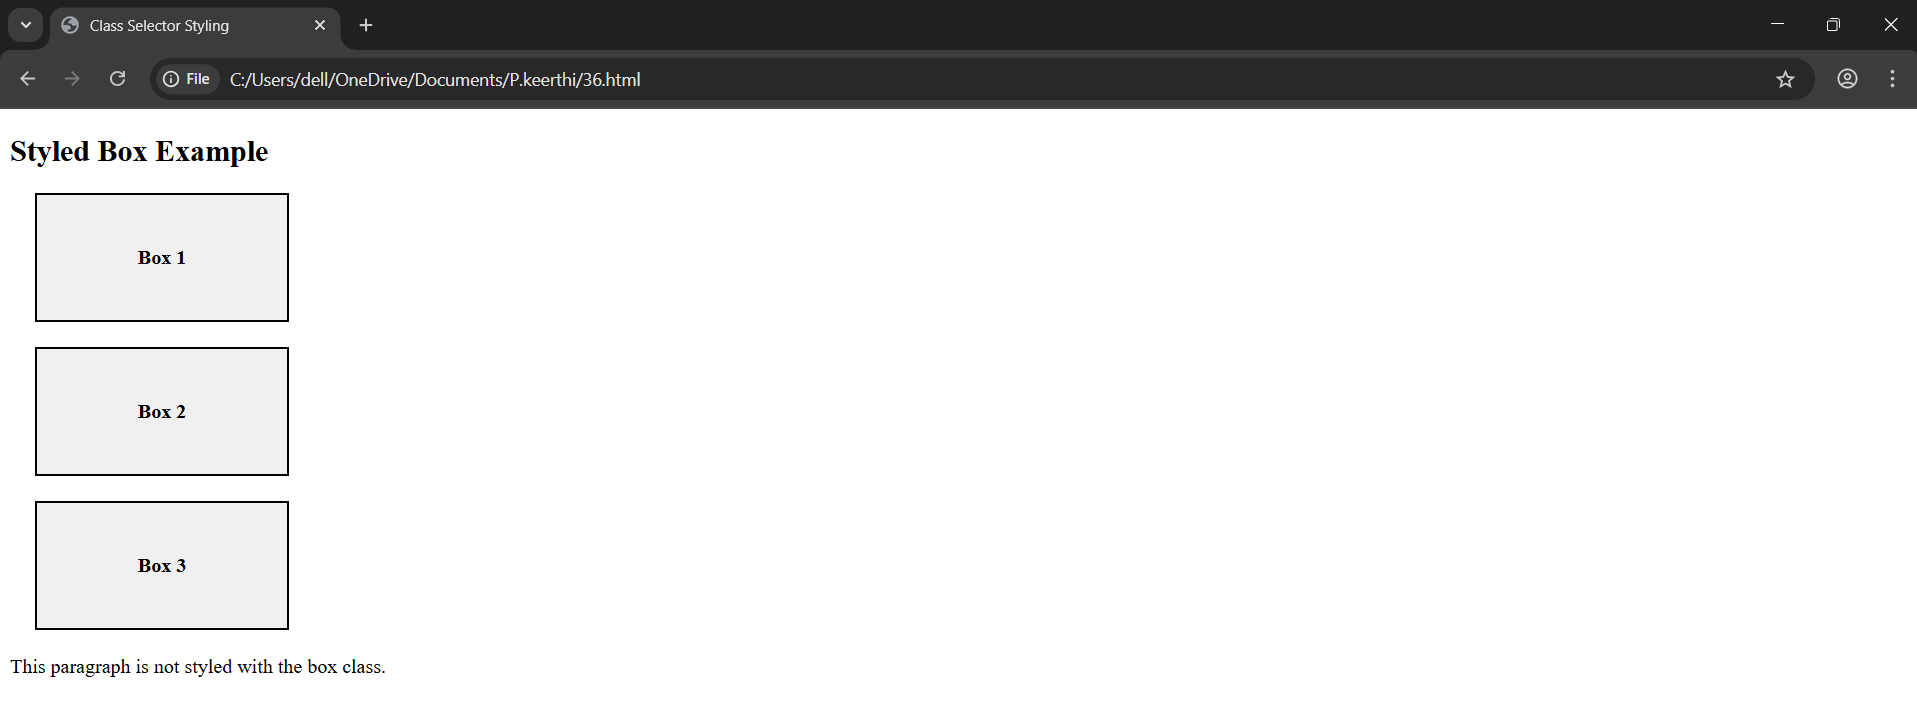 Class Selector Styling
File C:/Users/dell/OneDrive/Documents/P.keerthi/36.html
Styled Box Example
Box 1
Box 2
Box 3
This paragraph is not styled with the box class.